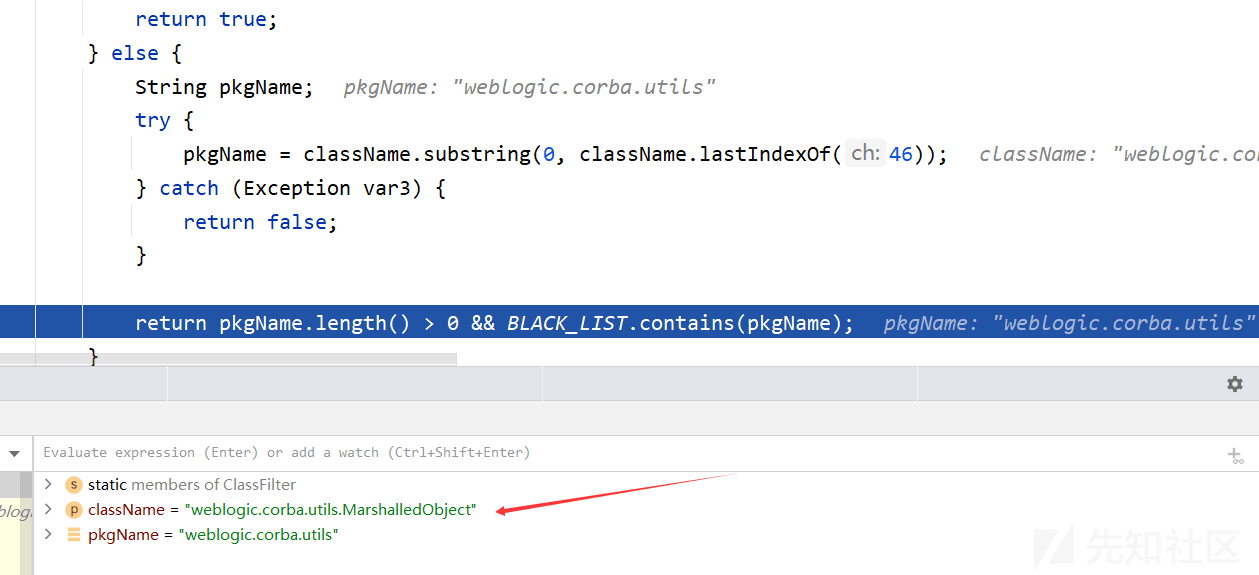 return true;
} else {
String pkgName; pkgName: "weblogic.corba.utils"
try {
pkgName = className.substring(0, className.lastIndexOf( ch: 46)); className: "weblogic.co
} catch (Exception var3) {
return false;
}
return pkgName.length() > 0 && BLACK_LIST.contains(pkgName); pkgName: "weblogic.corba.utils"
}
Evaluate expression (Enter) or add a watch (Ctrl+Shift+Enter)
s static members of ClassFilter
p className = "weblogic.corba.utils.MarshalledObject"
pkgName = "weblogic.corba.utils"
先知社区